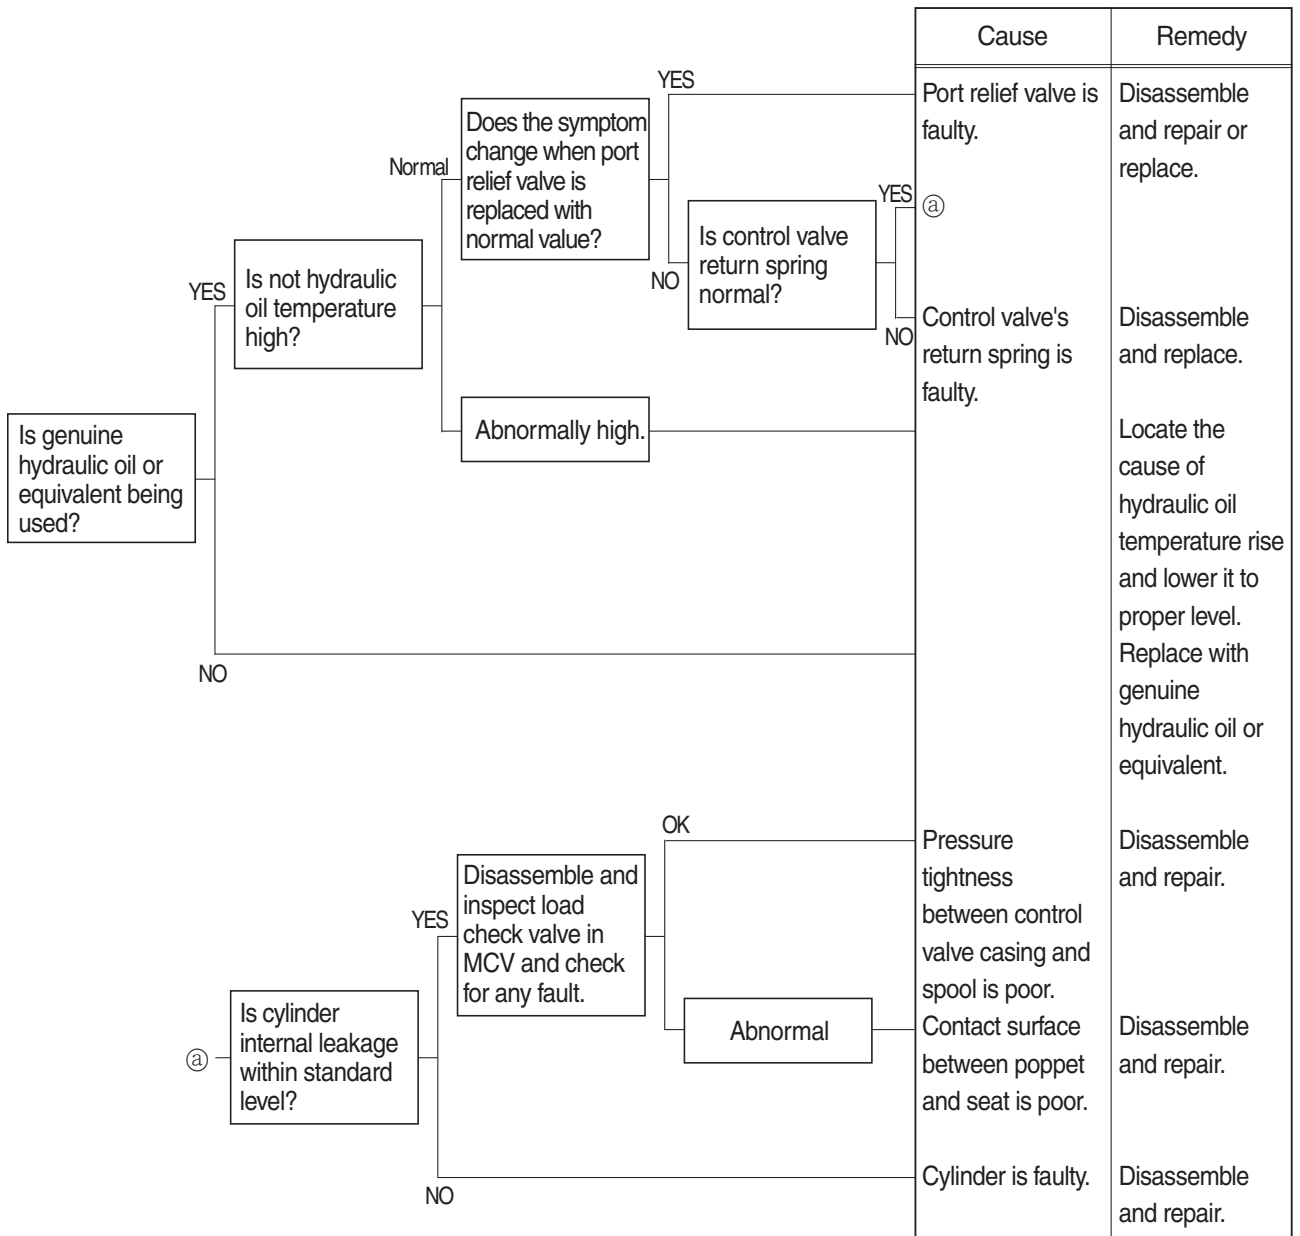 Cause
Remedy
YES
Port relief valve is
faulty.
Disassemble
and repair or
replace.
Normal
Does the symptom
change when port
relief valve is
replaced with
normal value?
YES
ⓐ
Is control valve
return spring
normal?
NO
YES
Is not hydraulic
oil temperature
high?
NO
Control valve's
return spring is
faulty.
Disassemble
and replace.
Abnormally high.
Locate the
cause of
hydraulic oil
temperature rise
and lower it to
proper level.
Is genuine
hydraulic oil or
equivalent being
used?
NO
Replace with
genuine
hydraulic oil or
equivalent.
OK
Pressure
tightness
between control
valve casing and
spool is poor.
Disassemble
and repair.
YES
Disassemble and
inspect load
check valve in
MCV and check
for any fault.
ⓐ
Is cylinder
internal leakage
within standard
level?
Abnormal
Contact surface
between poppet
and seat is poor.
Disassemble
and repair.
NO
Cylinder is faulty.
Disassemble
and repair.